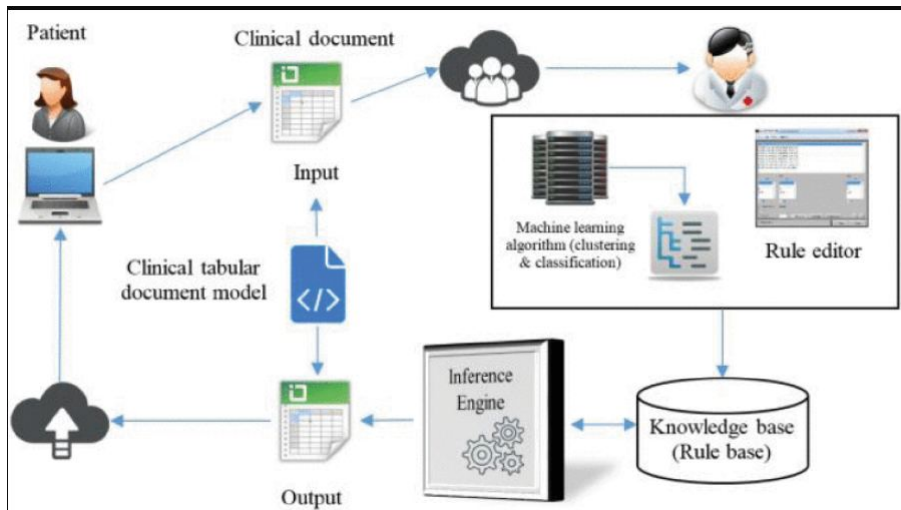 Patient
Clinical document
Input
Clinical tabular
document model
Machine learning
algorithm (clustering
& classification)
Rule editor
Inference
Engine
Knowledge base
(Rule base)
Output